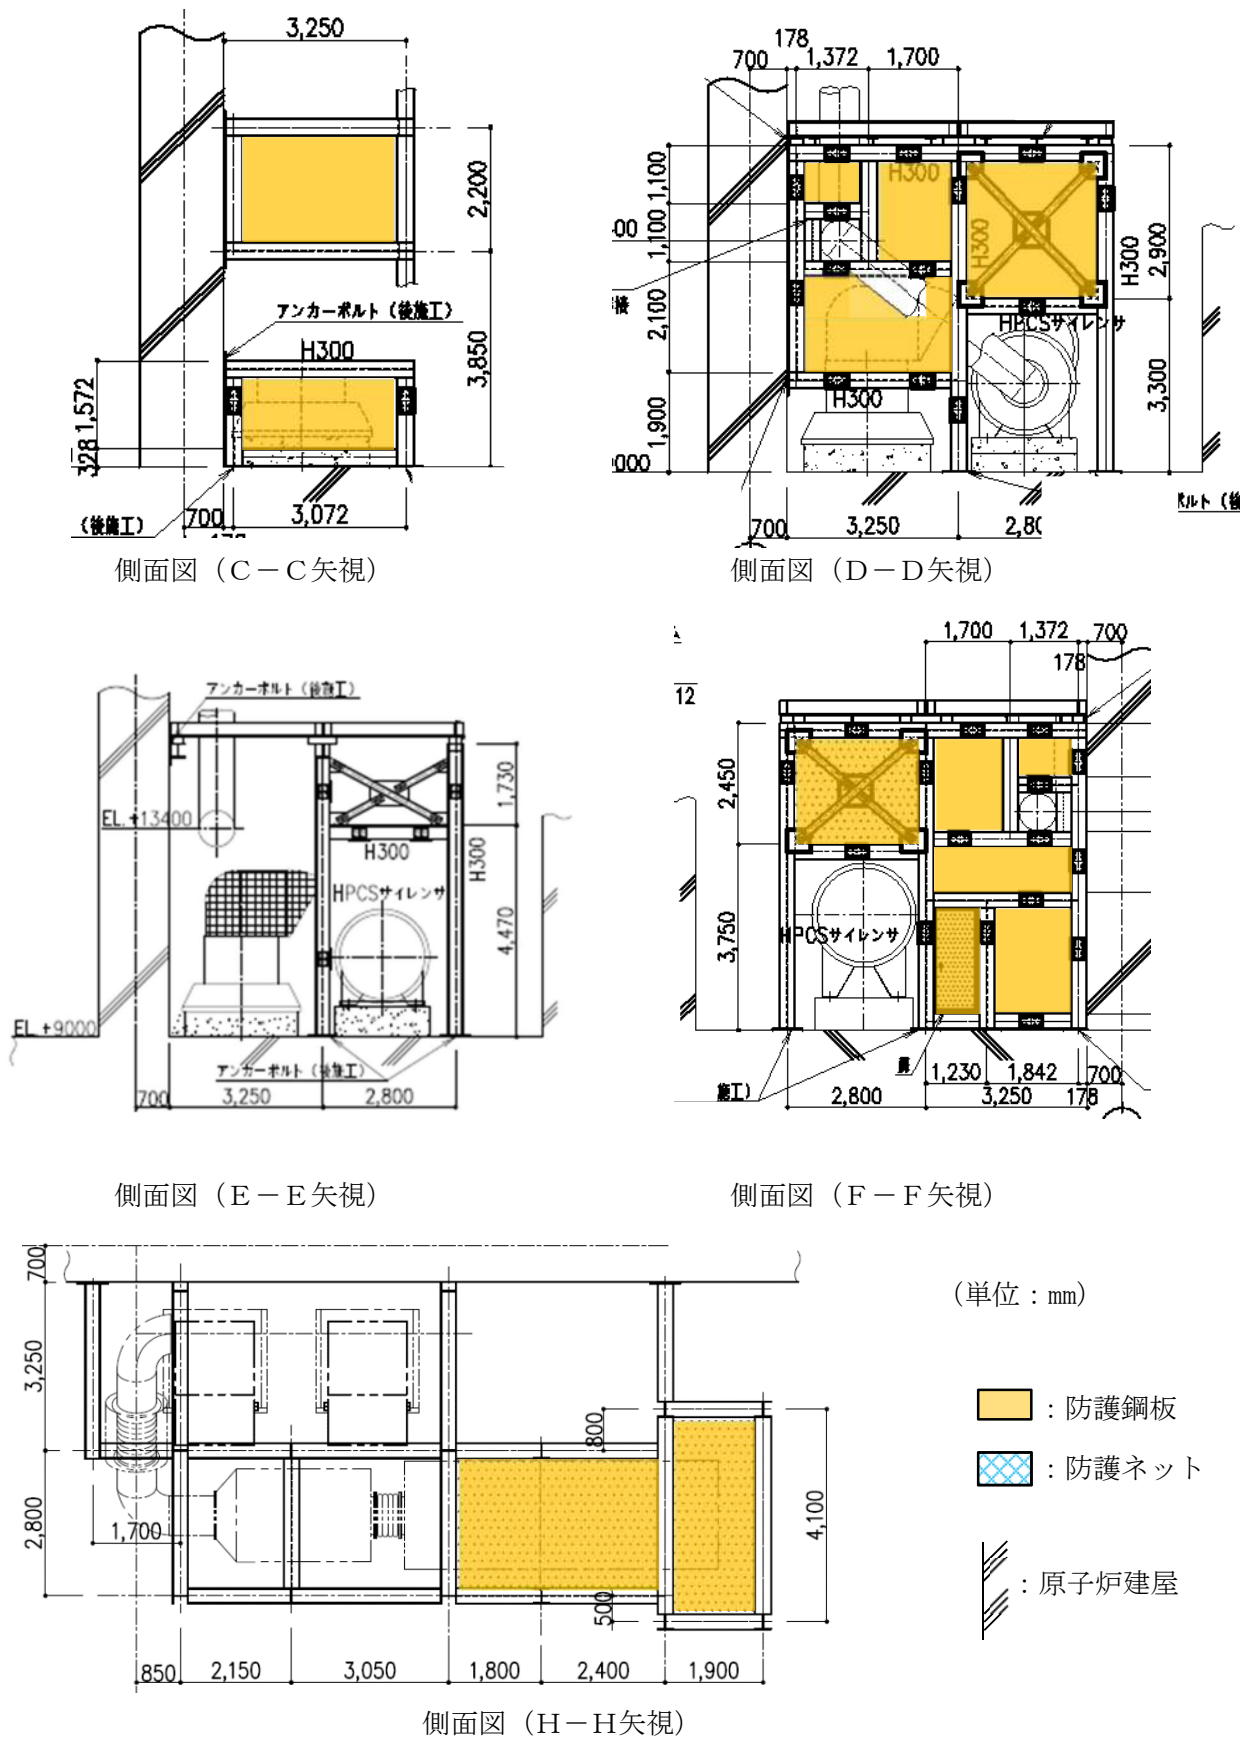 3,250
2,200
アンカーボルト（後施工）
H300
3,850
1,572
328
（後施工）
700
3,072
側面図（C－C矢視）
178
700
1,372
1,700
1,100
H300
1,100
H300
H300
2,900
2,100
HPCSサイレンサ
3,300
H300
1,900
700
3,250
側面図（D－D矢視）
アンカーボルト（後施工）
1,730
EL.+13400
H300
H300
HPCSサイレンサ
4,470
EL.+9000
アンカーボルト（後施工）
700
3,250
2,800
側面図（E－E矢視）
1,700
1,372
700
178
12
2,450
3,750
HPCSサイレンサ
扉
施工）
1,230
1,842
700
2,800
3,250
178
側面図（F－F矢視）
700
3,250
800
2,800
1,700
4,100
500
850
2,150
3,050
1,800
2,400
1,900
側面図（H－H矢視）
（単位：mm）
：防護鋼板
：防護ネット
：原子炉建屋